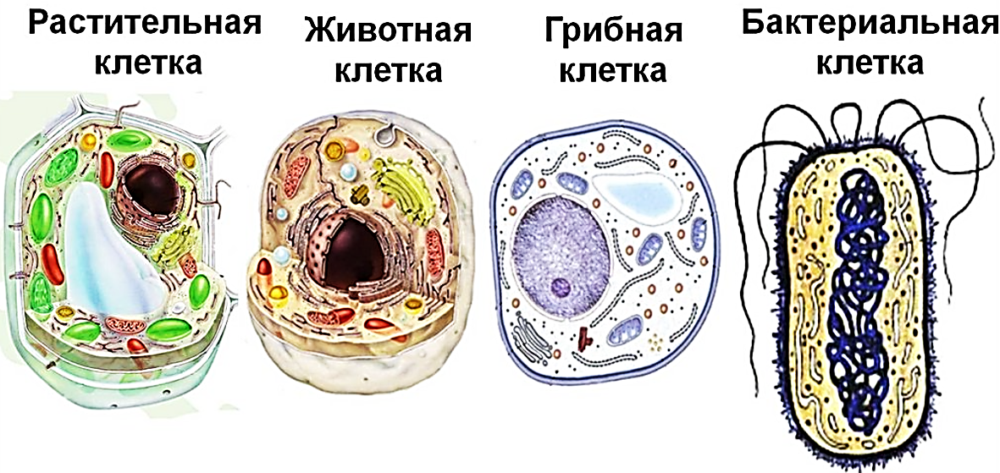 Растительная
клетка
Животная
клетка
Грибная
клетка
Бактериальная
клетка